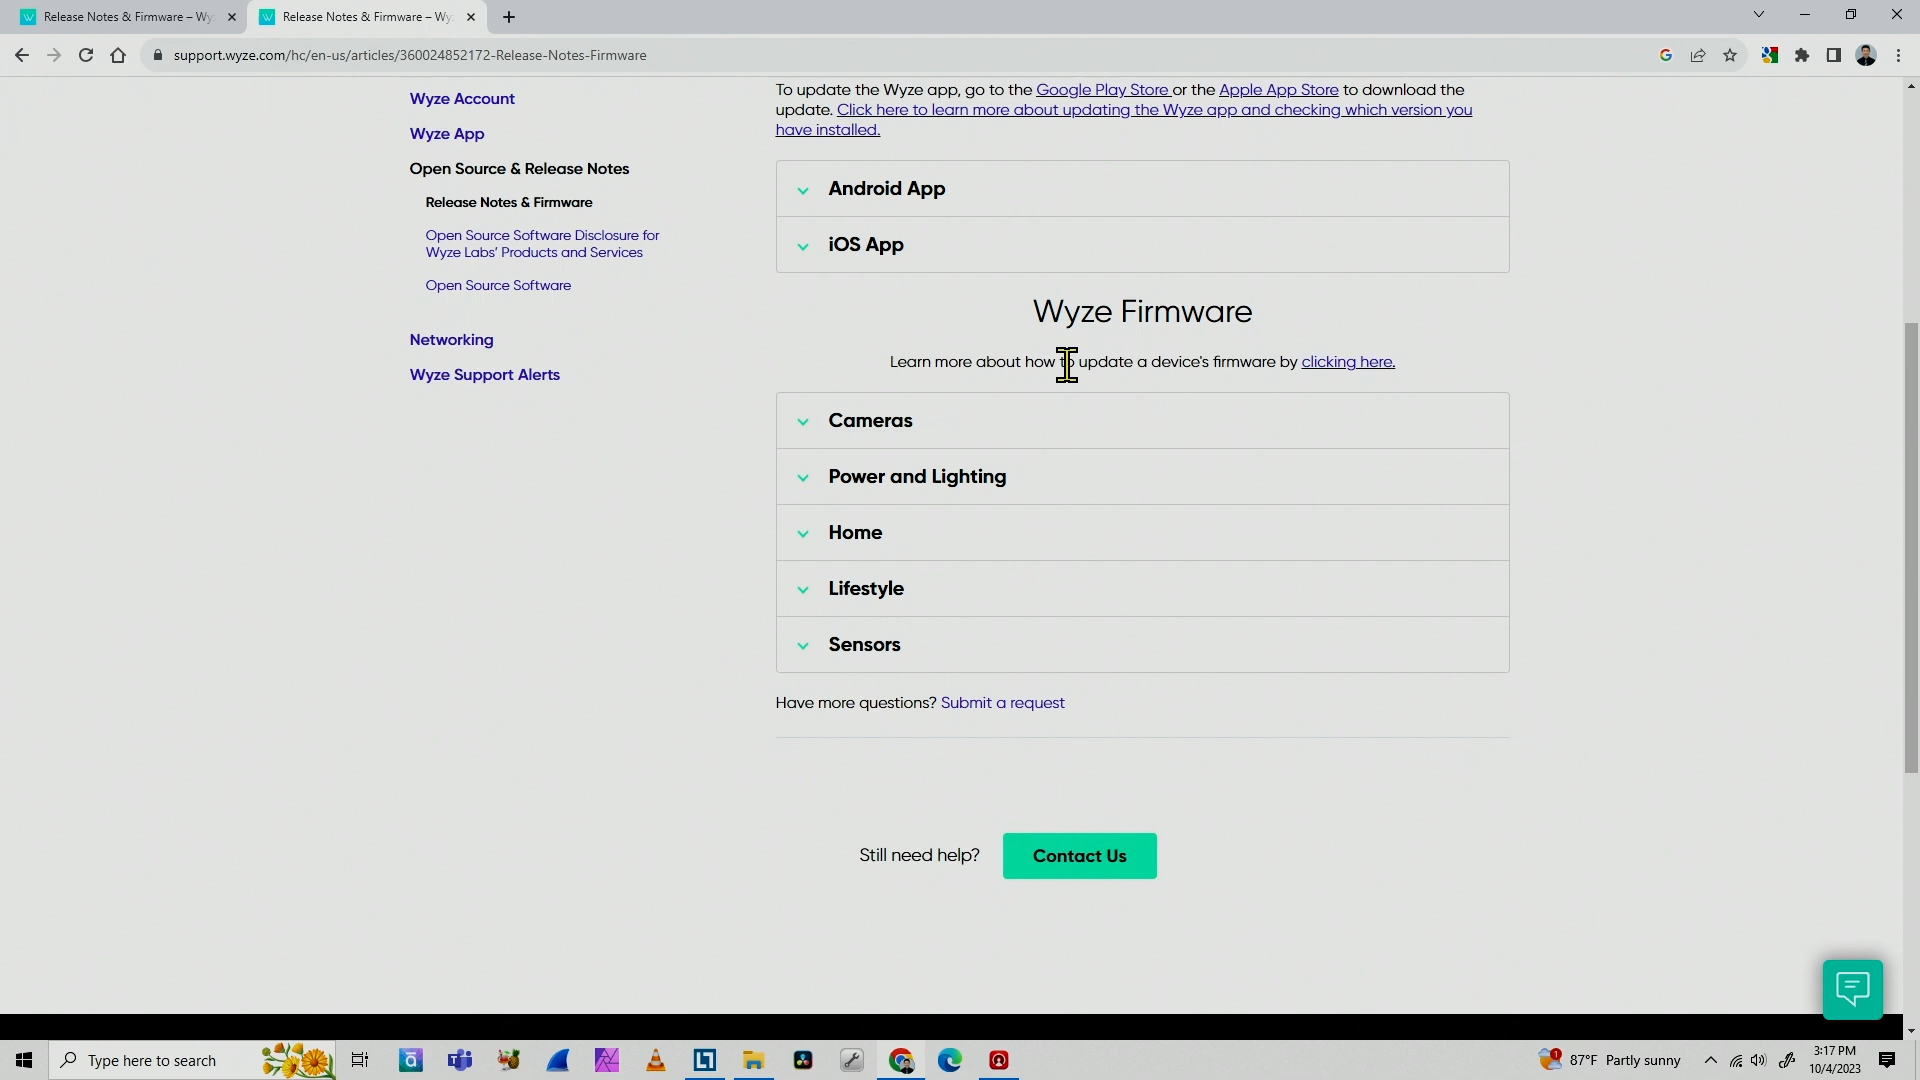 Release Notes & Firmware – Wy
Release Notes & Firmware – Wy
support.wyze.com/hc/en-us/articles/360024852172-Release-Notes-Firmware
Wyze Account
Wyze App
Open Source & Release Notes
Release Notes & Firmware
Open Source Software Disclosure for
Wyze Labs' Products and Services
Open Source Software
Networking
Wyze Support Alerts
To update the Wyze app, go to the Google Play Store or the Apple App Store to download the
update. Click here to learn more about updating the Wyze app and checking which version you
have installed.
Android App
iOS App
Wyze Firmware
Learn more about how to update a device's firmware by clicking here.
Cameras
Power and Lighting
Home
Lifestyle
Sensors
Have more questions? Submit a request
Still need help?
Contact Us
Type here to search
87°F Partly sunny
3:17 PM
10/4/2023